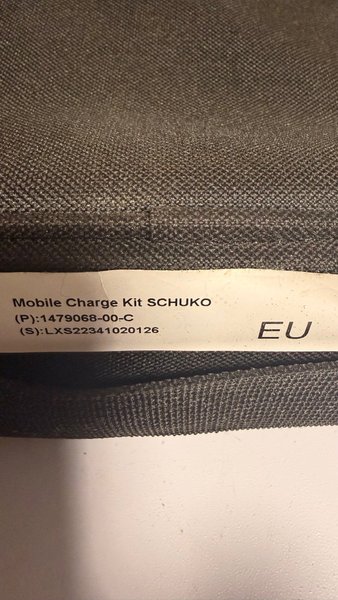 Mobile Charge Kit SCHUKO
(P):1479068-00-C
(S):LXS22341020126
EU